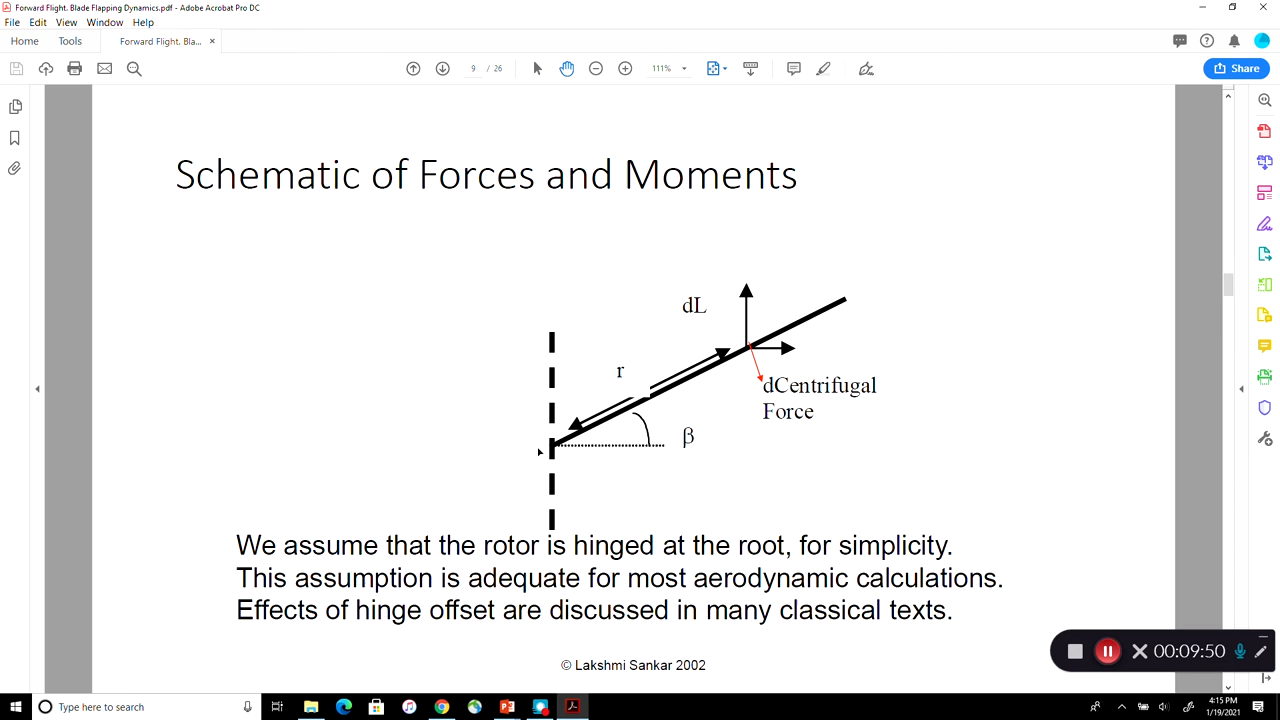 Forward Flight. Blade Flapping Dynamics.pdf - Adobe Acrobat Pro DC
File Edit View Window Help
Home Tools Forward Flight. Bla... ×
9 / 26 111% Share
Schematic of Forces and Moments
dL
r
dCentrifugal
Force
β
We assume that the rotor is hinged at the root, for simplicity.
This assumption is adequate for most aerodynamic calculations.
Effects of hinge offset are discussed in many classical texts.
© Lakshmi Sankar 2002
00:09:50
Type here to search
4:15 PM
1/19/2021